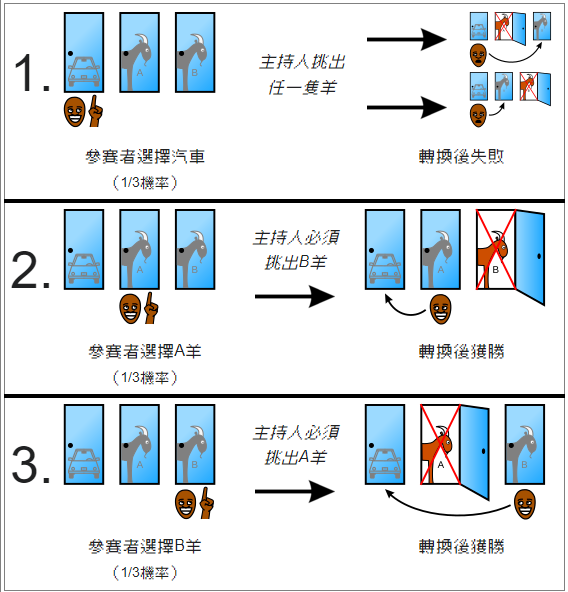 1.
A
B
主持人挑出
任一隻羊
參賽者選擇汽車
(1/3機率)
轉換後失敗
2.
A
B
主持人必須
挑出B羊
A
B
參賽者選擇A羊
(1/3機率)
轉換後獲勝
3.
A
B
主持人必須
挑出A羊
A
B
參賽者選擇B羊
(1/3機率)
轉換後獲勝